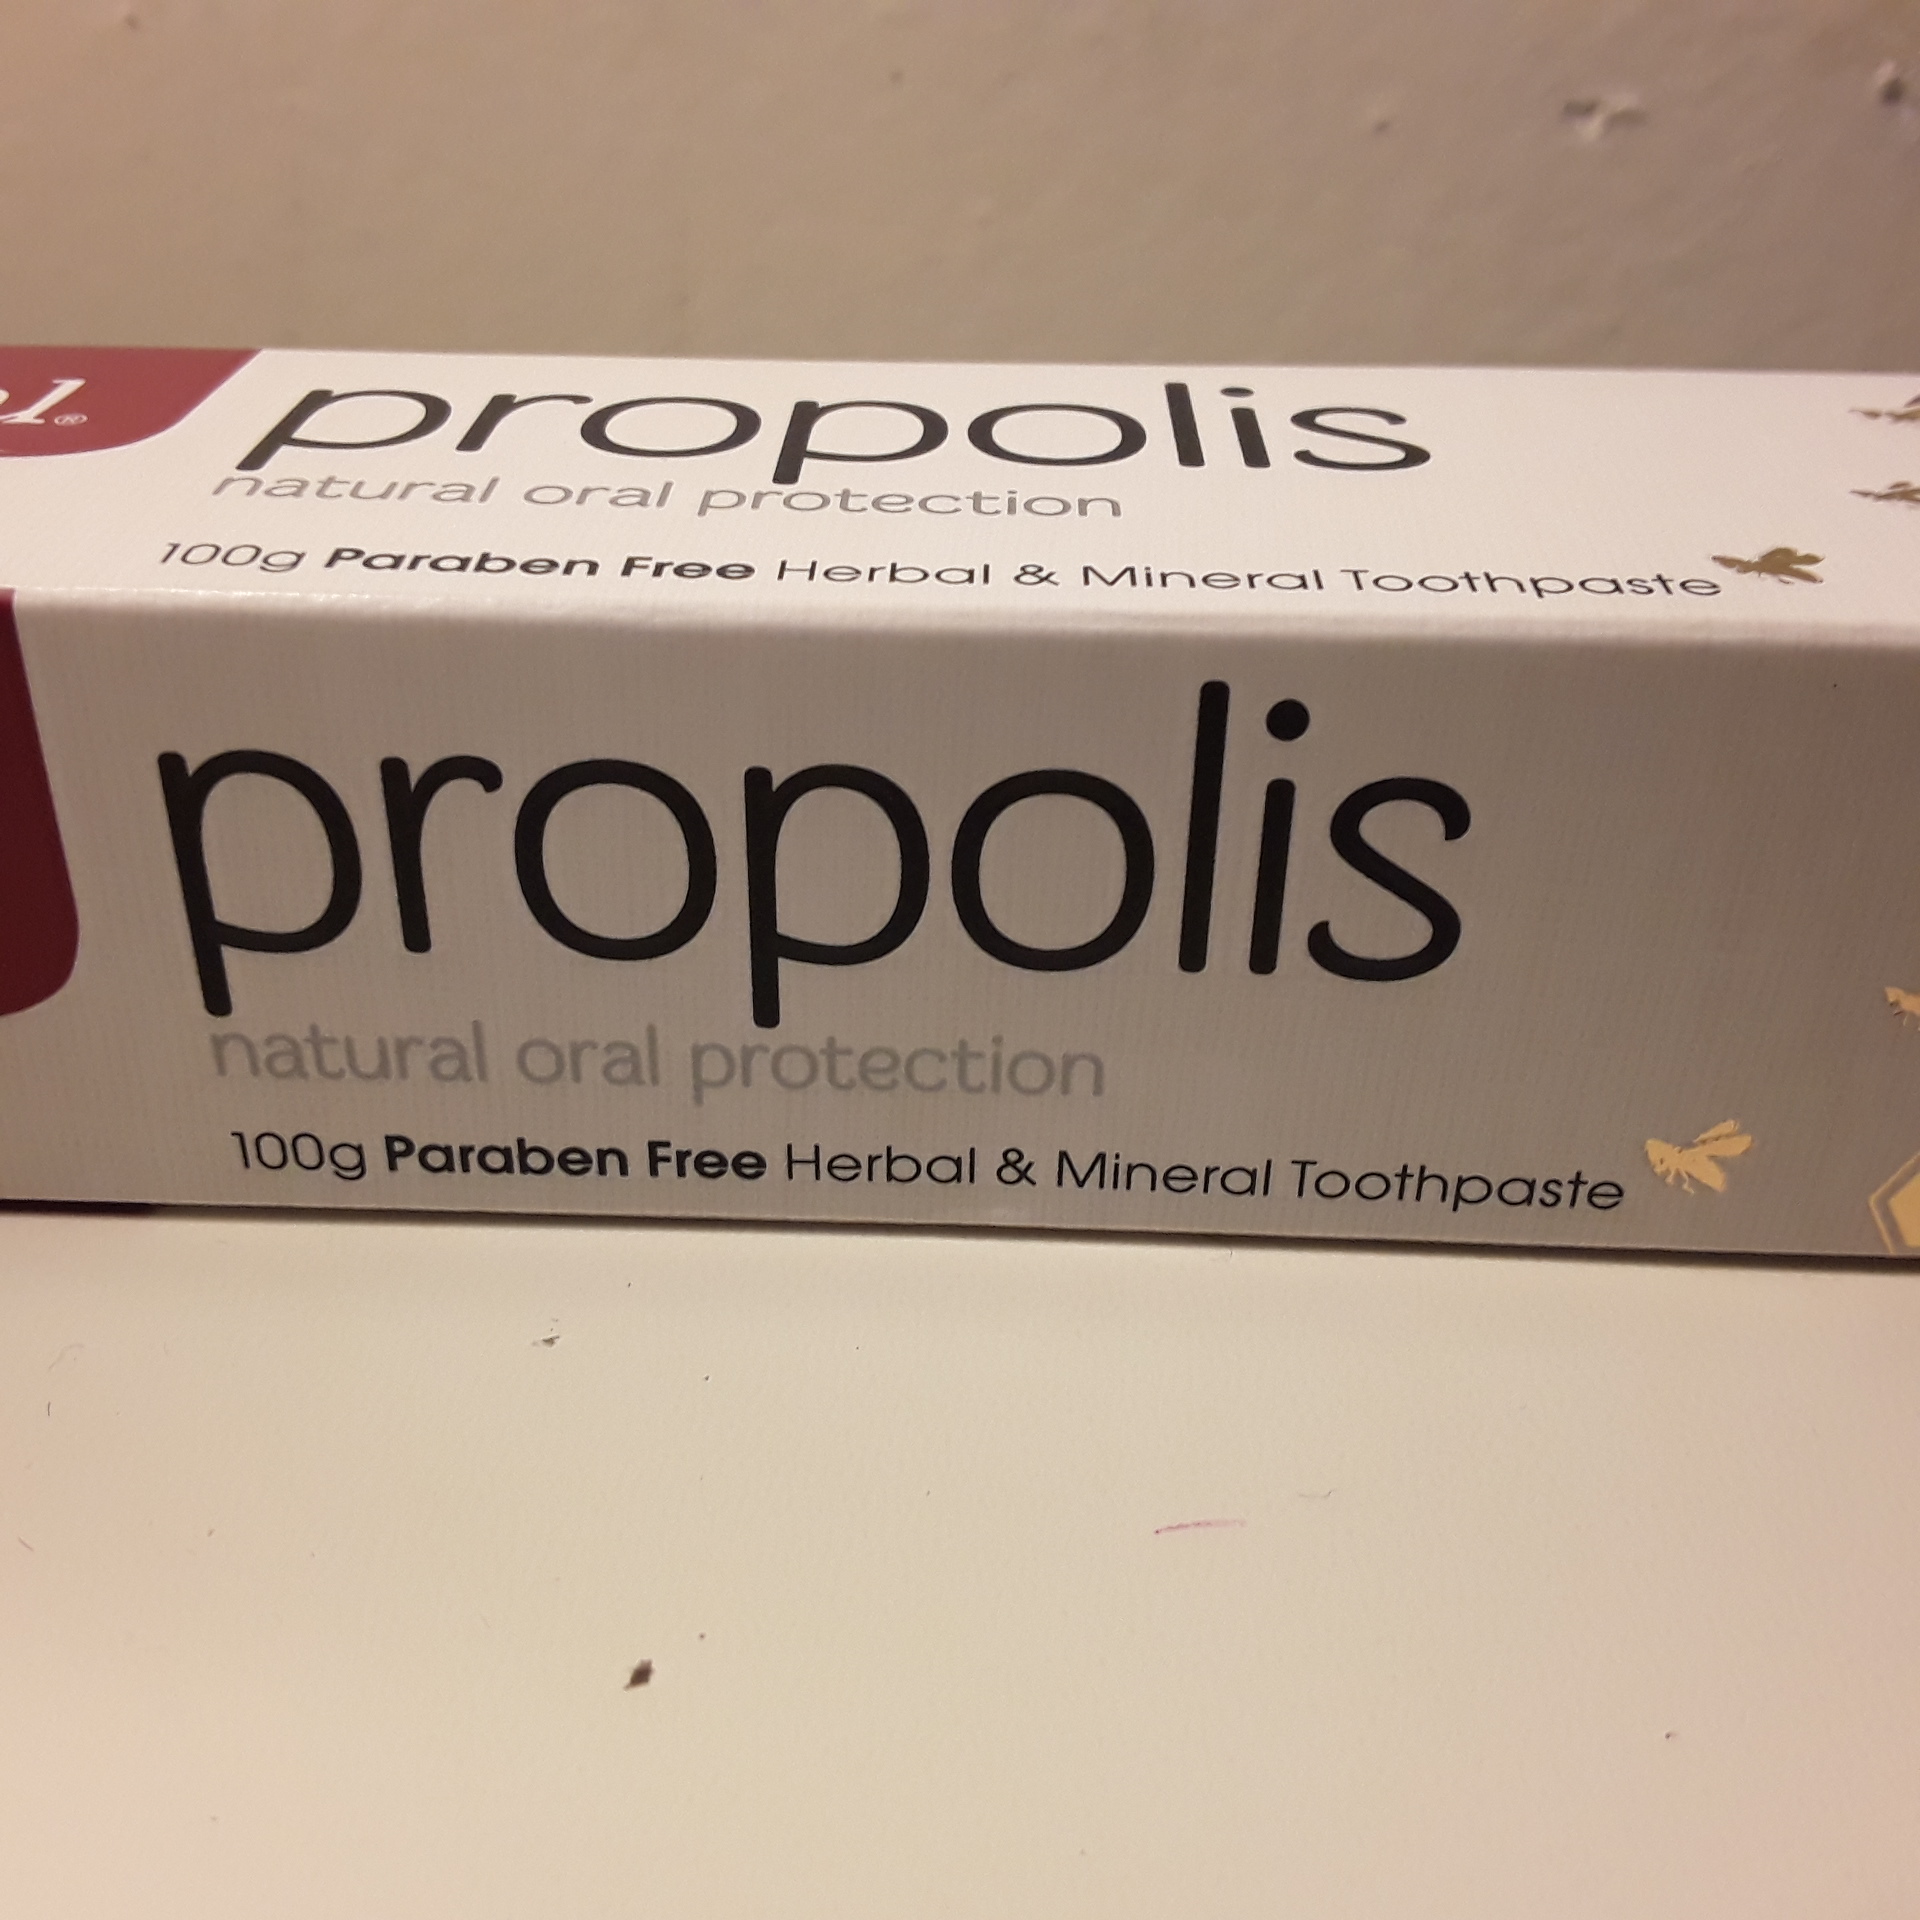 propolis
natural oral protection
100g Paraben Free Herbal & Mineral Toothpaste
propolis
natural oral protection
100g Paraben Free Herbal & Mineral Toothpaste